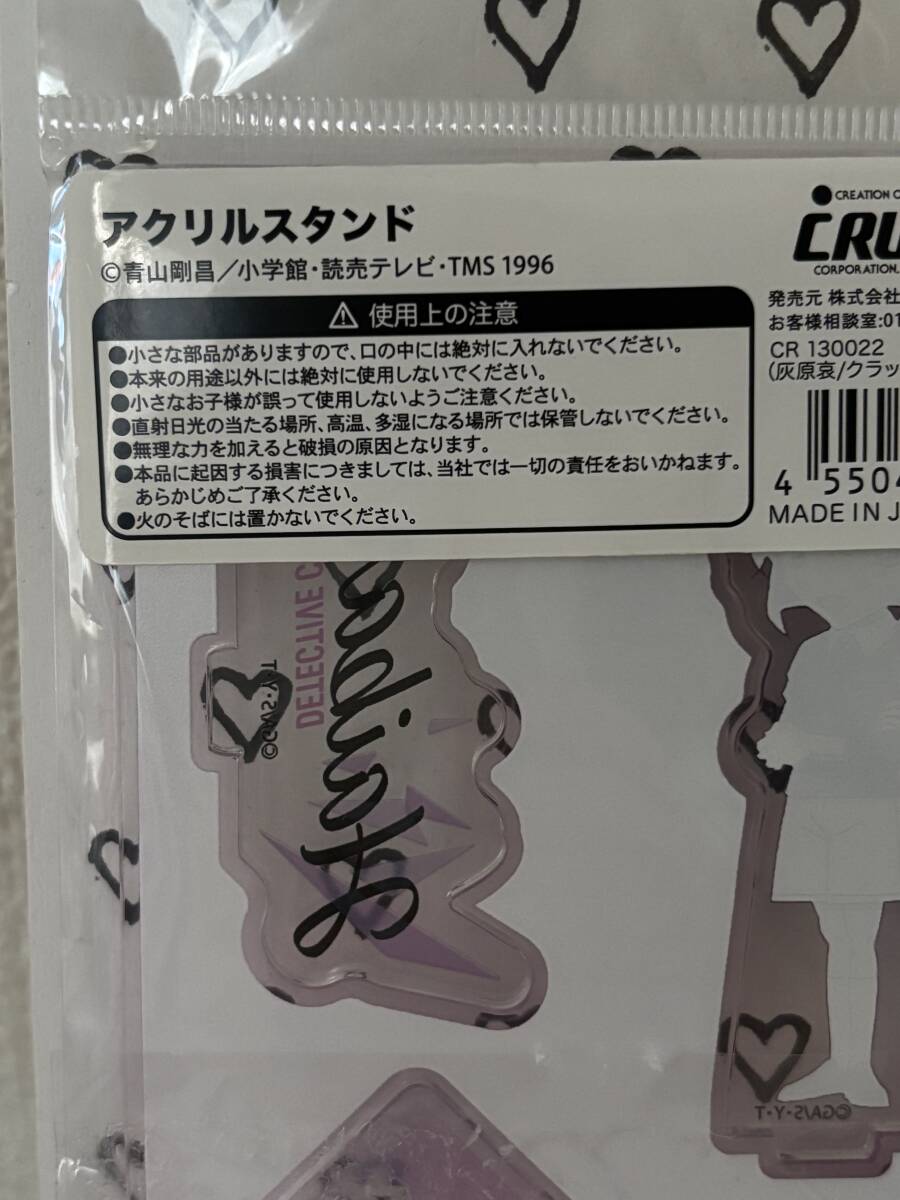 アクリルスタンド
©青山剛昌／小学館・読売テレビ・TMS 1996
⚠ 使用上の注意
●小さな部品がありますので、口の中には絶対に入れないでください。
●本来の用途以外には絶対に使用しないでください。
●小さなお子様が誤って使用しないようご注意ください。
●直射日光の当たる場所、高温、多湿になる場所では保管しないでください。
●無理な力を加えると破損の原因となります。
●本品に起因する損害につきましては、当社では一切の責任をおいかねます。
あらかじめご了承ください。
●火のそばには置かないでください。
CREATION O
CRU
CORPORATION.
発売元 株式会社
お客様相談室:01
CR 130022
(灰原哀/クラッ
4 5504
MADE IN J
DETECTIVE C
©GA/S・Y・T
©GA/S・Y・T